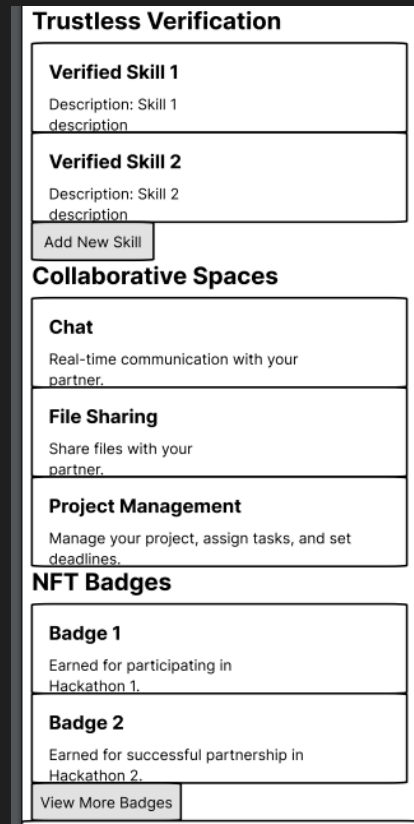 Trustless Verification
Verified Skill 1
Description: Skill 1
description
Verified Skill 2
Description: Skill 2
description
Add New Skill
Collaborative Spaces
Chat
Real-time communication with your
partner.
File Sharing
Share files with your
partner.
Project Management
Manage your project, assign tasks, and set
deadlines.
NFT Badges
Badge 1
Earned for participating in
Hackathon 1.
Badge 2
Earned for successful partnership in
Hackathon 2.
View More Badges